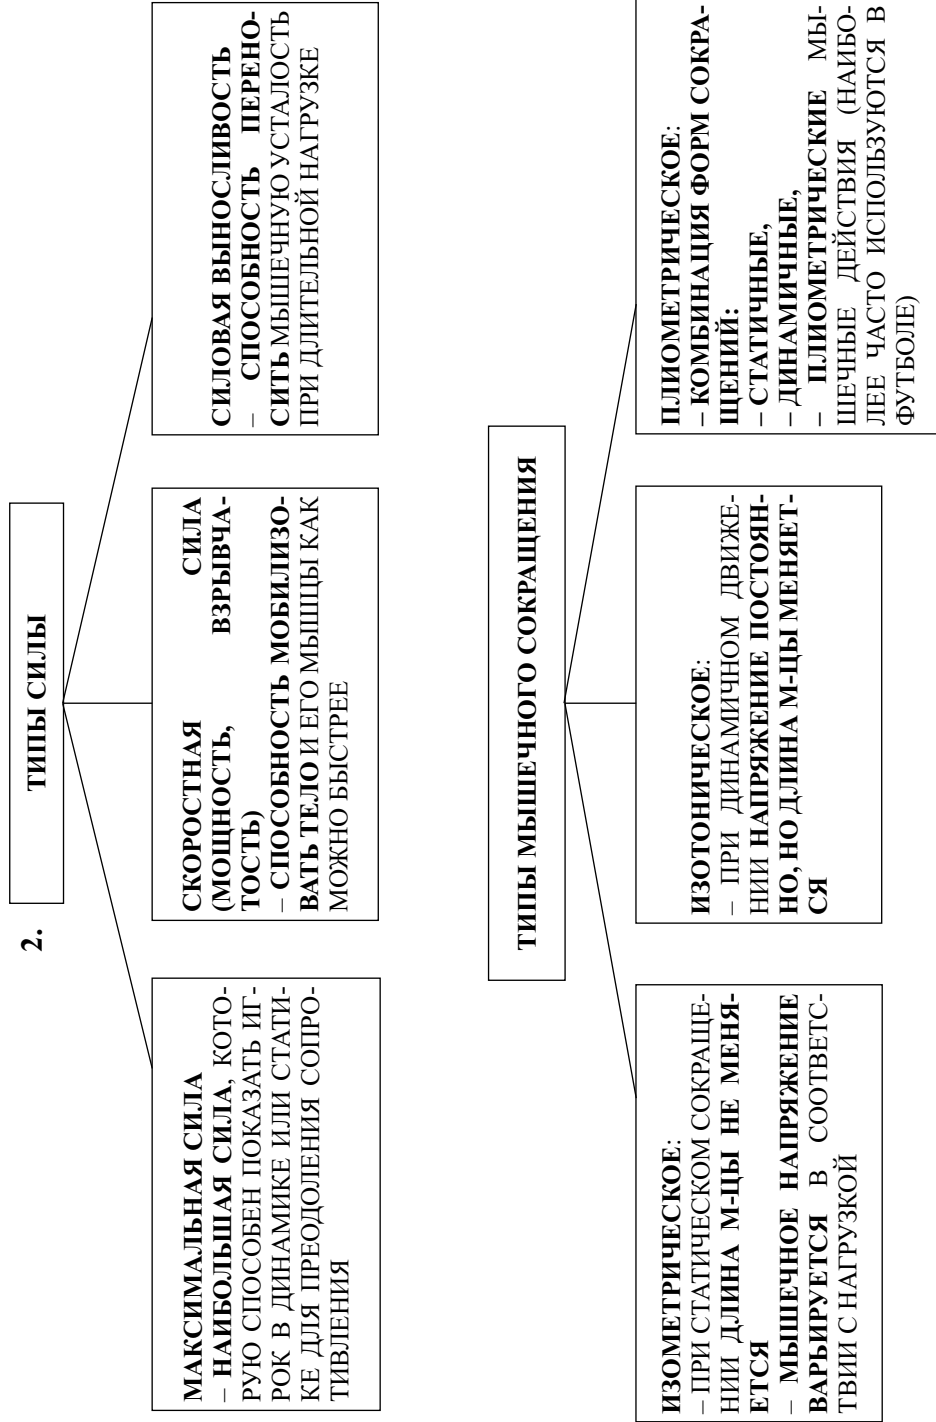 2.
ТИПЫ СИЛЫ
МАКСИМАЛЬНАЯ СИЛА
– НАИБОЛЬШАЯ СИЛА, КОТО-
РУЮ СПОСОБЕН ПОКАЗАТЬ ИГ-
РОК В ДИНАМИКЕ ИЛИ СТАТИ-
КЕ ДЛЯ ПРЕОДОЛЕНИЯ СОПРО-
ТИВЛЕНИЯ
СКОРОСТНАЯ СИЛА
(МОЩНОСТЬ, ВЗРЫВЧА-
ТОСТЬ)
– СПОСОБНОСТЬ МОБИЛИЗО-
ВАТЬ ТЕЛО И ЕГО МЫШЦЫ КАК
МОЖНО БЫСТРЕЕ
СИЛОВАЯ ВЫНОСЛИВОСТЬ
– СПОСОБНОСТЬ ПЕРЕНО-
СИТЬ МЫШЕЧНУЮ УСТАЛОСТЬ
ПРИ ДЛИТЕЛЬНОЙ НАГРУЗКЕ
ТИПЫ МЫШЕЧНОГО СОКРАЩЕНИЯ
ИЗОМЕТРИЧЕСКОЕ:
– ПРИ СТАТИЧЕСКОМ СОКРАЩЕ-
НИИ ДЛИНА М-ЦЫ НЕ МЕНЯ-
ЕТСЯ
– МЫШЕЧНОЕ НАПРЯЖЕНИЕ
ВАРЬИРУЕТСЯ В СООТВЕТС-
ТВИИ С НАГРУЗКОЙ
ИЗОТОНИЧЕСКОЕ:
– ПРИ ДИНАМИЧНОМ ДВИЖЕ-
НИИ НАПРЯЖЕНИЕ ПОСТОЯН-
НО, НО ДЛИНА М-ЦЫ МЕНЯЕТ-
СЯ
ПЛИОМЕТРИЧЕСКОЕ:
– КОМБИНАЦИЯ ФОРМ СОКРА-
ЩЕНИЙ:
– СТАТИЧНЫЕ,
– ДИНАМИЧНЫЕ,
– ПЛИОМЕТРИЧЕСКИЕ МЫ-
ШЕЧНЫЕ ДЕЙСТВИЯ (НАИБО-
ЛЕЕ ЧАСТО ИСПОЛЬЗУЮТСЯ В
ФУТБОЛЕ)